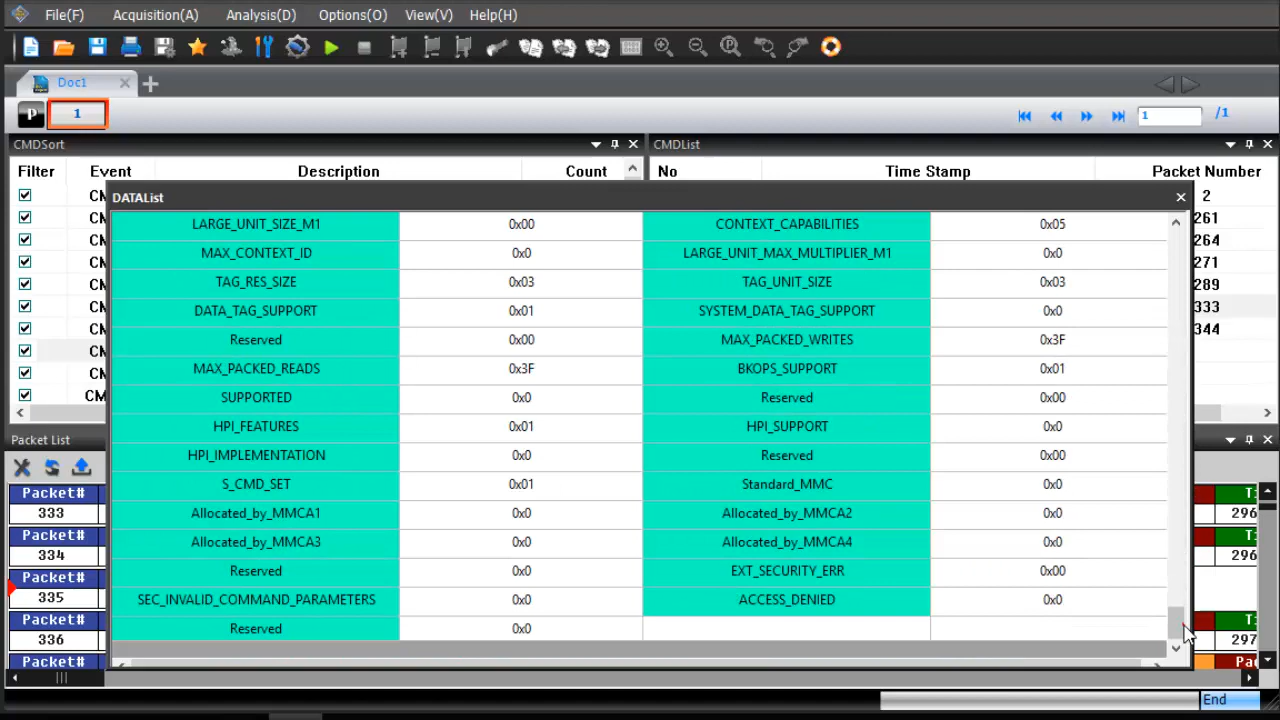 File(F) Acquisition(A) Analysis(D) Options(O) View(V) Help(H)
Doc1
P 1 1 /1
CMDSort CMDList
Filter Event Description Count No Time Stamp Packet Number
2
261
264
271
289
333
344
DATAList
LARGE_UNIT_SIZE_M1 0x00 CONTEXT_CAPABILITIES 0x05
MAX_CONTEXT_ID 0x0 LARGE_UNIT_MAX_MULTIPLIER_M1 0x0
TAG_RES_SIZE 0x03 TAG_UNIT_SIZE 0x03
DATA_TAG_SUPPORT 0x01 SYSTEM_DATA_TAG_SUPPORT 0x0
Reserved 0x00 MAX_PACKED_WRITES 0x3F
MAX_PACKED_READS 0x3F BKOPS_SUPPORT 0x01
SUPPORTED 0x0 Reserved 0x00
HPI_FEATURES 0x01 HPI_SUPPORT 0x0
HPI_IMPLEMENTATION 0x0 Reserved 0x00
S_CMD_SET 0x01 Standard_MMC 0x0
Allocated_by_MMCA1 0x0 Allocated_by_MMCA2 0x0
Allocated_by_MMCA3 0x0 Allocated_by_MMCA4 0x0
Reserved 0x0 EXT_SECURITY_ERR 0x00
SEC_INVALID_COMMAND_PARAMETERS 0x0 ACCESS_DENIED 0x0
Reserved 0x0
Packet List
Packet#
333 296
Packet#
334 296
Packet#
335
Packet#
336 297
Packet#
End